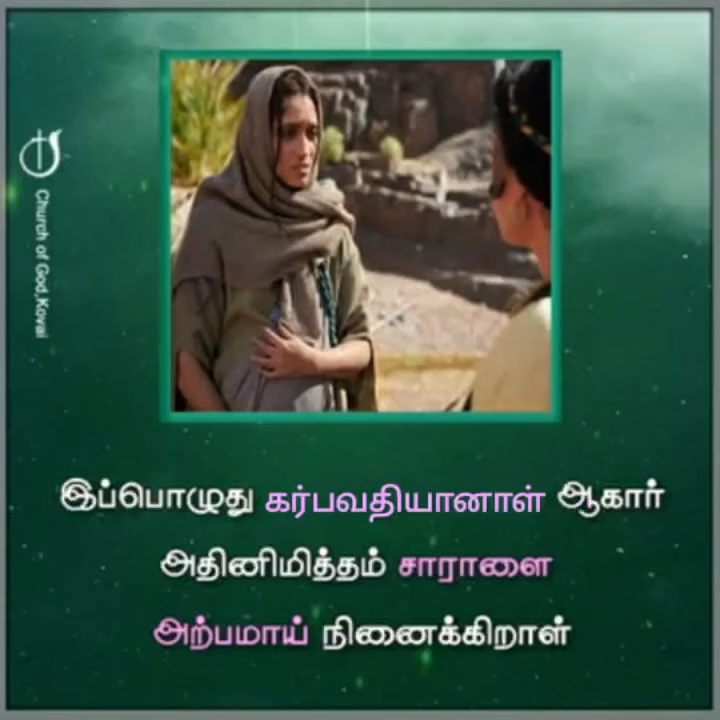 Church of God,Kovai
இப்பொழுது கர்பவதியானாள் ஆகார்
அதினிமித்தம் சாராளை
அற்பமாய் நினைக்கிறாள்